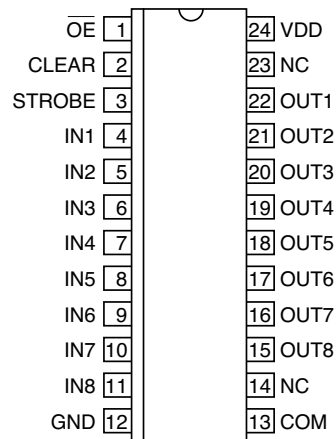 O̅E̅ 1 24 VDD
CLEAR 2 23 NC
STROBE 3 22 OUT1
IN1 4 21 OUT2
IN2 5 20 OUT3
IN3 6 19 OUT4
IN4 7 18 OUT5
IN5 8 17 OUT6
IN6 9 16 OUT7
IN7 10 15 OUT8
IN8 11 14 NC
GND 12 13 COM